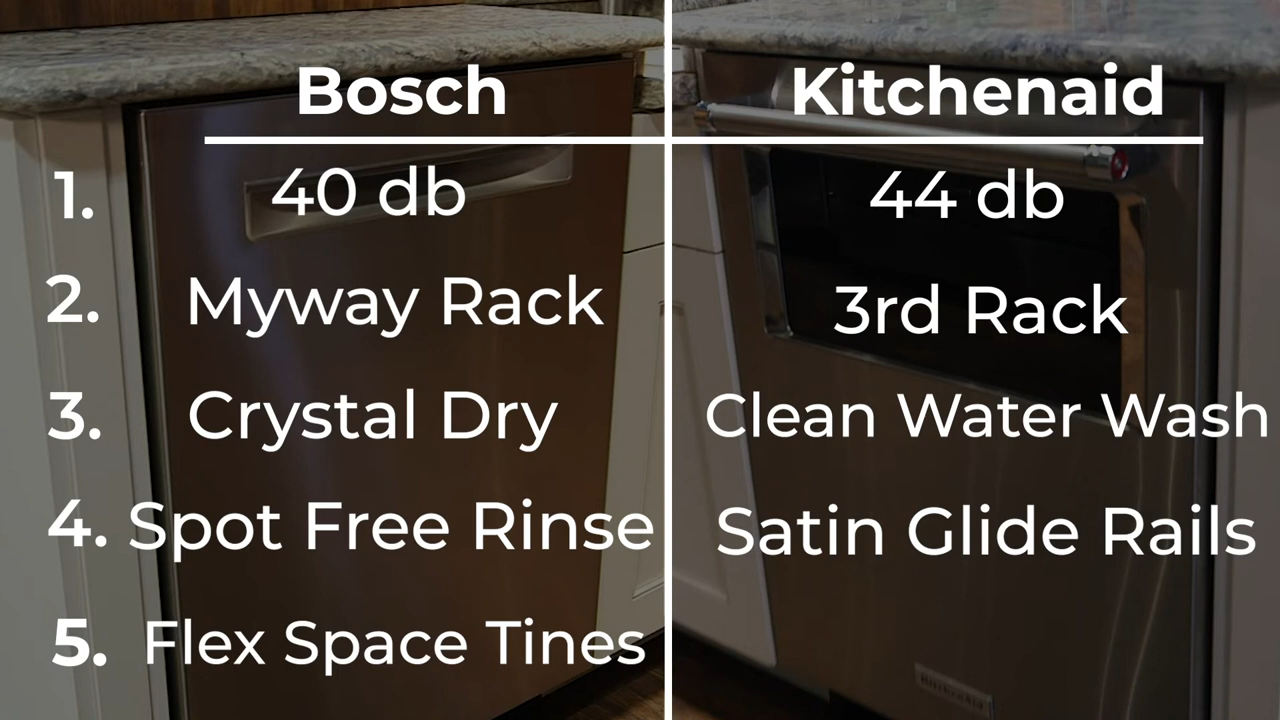 Bosch Kitchenaid
1. 40 db 44 db
2. Myway Rack 3rd Rack
3. Crystal Dry Clean Water Wash
4. Spot Free Rinse Satin Glide Rails
5. Flex Space Tines
KitchenAid